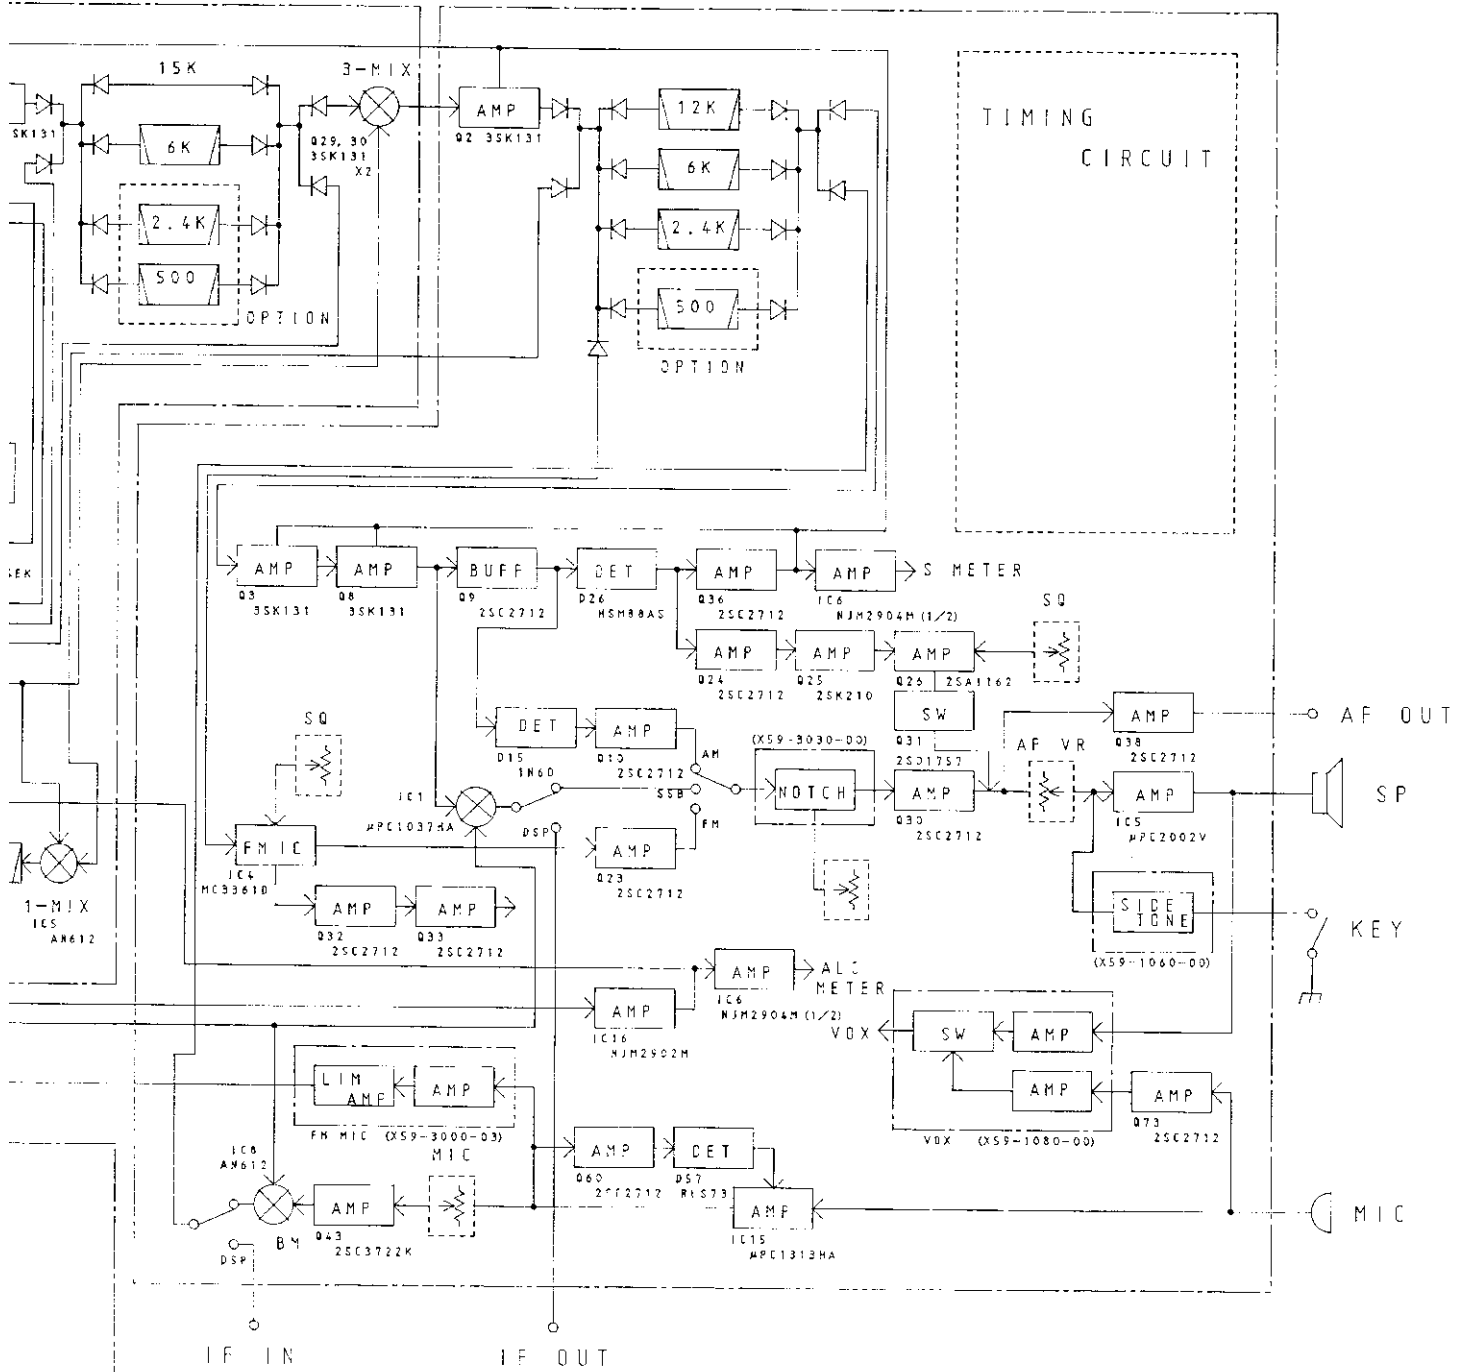 15K
3-MIX
12K
AMP
SK131
6K
Q29,30
3SK131
X2
Q2 3SK131
6K
2.4K
2.4K
500
OPTION
500
OPTION
TIMING
CIRCUIT
SEK
AMP
AMP
BUFF
DET
AMP
AMP
S METER
Q3
3SK131
Q8
3SK131
Q9
2SC2712
D26
HSM88AS
Q36
2SC2712
IC6
NJM2904M (1/2)
SQ
AMP
AMP
AMP
Q24
2SC2712
Q25
2SK210
Q26
2SA1162
SW
Q31
2SD1757
SQ
DET
AMP
D15
1N60
Q10
2SC2712
AM
SSB
FM
(X59-3030-00)
NOTCH
AMP
Q30
2SC2712
AF VR
AMP
Q38
2SC2712
AF OUT
AMP
IC5
µPC2002V
SP
IC1
µPC1037HA
DSP
FM IC
IC4
MC3361D
AMP
Q23
2SC2712
1-MIX
IC5
AN612
AMP
AMP
Q32
2SC2712
Q33
2SC2712
SIDE
TONE
(X59-1060-00)
KEY
AMP
ALC
METER
IC6
NJM2904M (1/2)
AMP
IC16
NJM2902M
VOX
SW
AMP
AMP
AMP
VOX (X59-1080-00)
Q73
2SC2712
LIM
AMP
AMP
FM MIC (X59-3000-03)
MIC
IC8
AN612
AMP
DET
Q60
2SC2712
D57
RLS73
AMP
AMP
IC15
µPC1313HA
MIC
BM
Q43
2SC3722K
DSP
IF IN
IF OUT